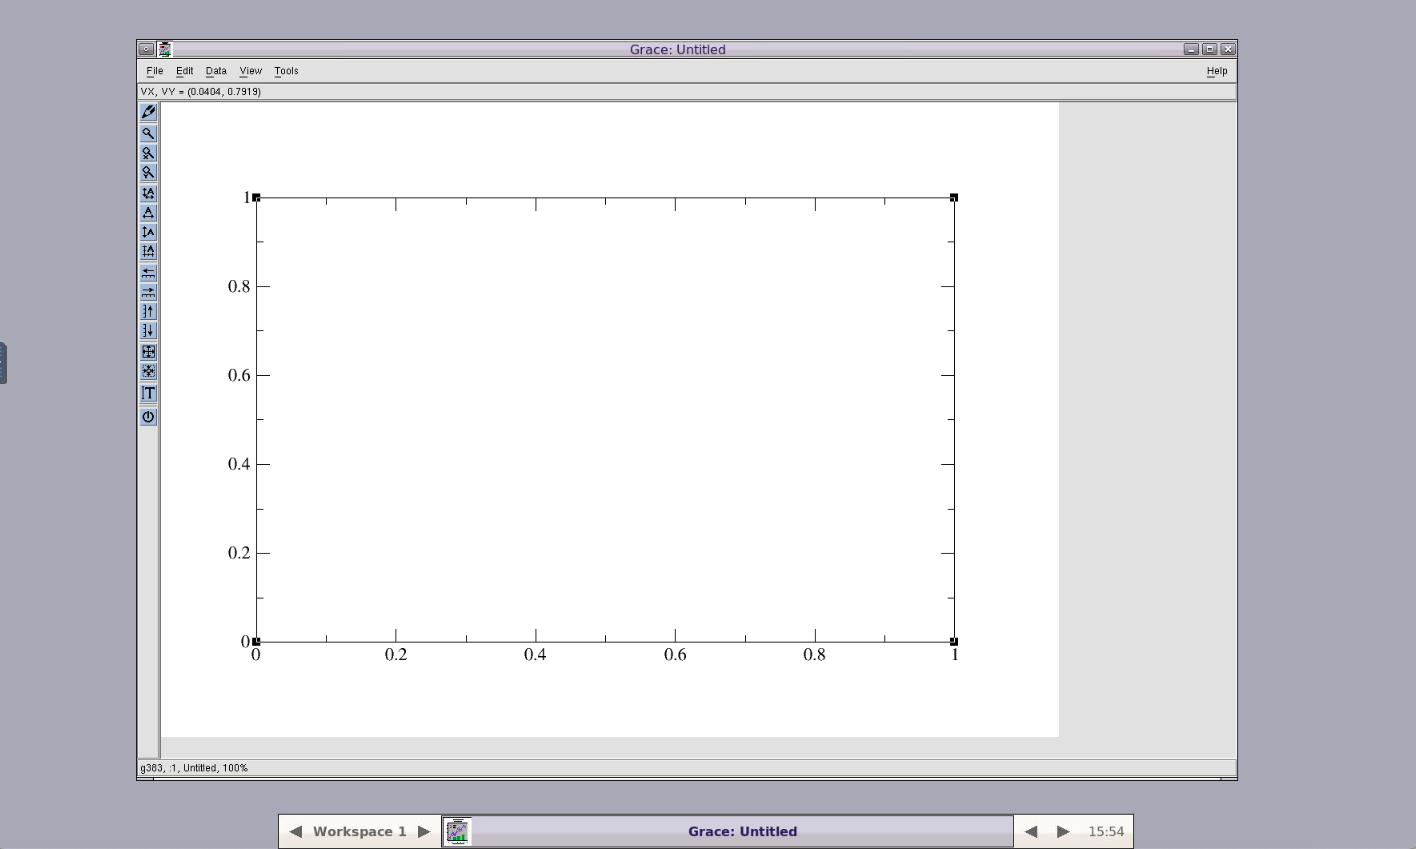 Grace: Untitled
File Edit Data View Tools Help
VX, VY = (0.0404, 0.7919)
1
0.8
0.6
0.4
0.2
0
0 0.2 0.4 0.6 0.8 1
g383, :1, Untitled, 100%
Workspace 1 Grace: Untitled 15:54